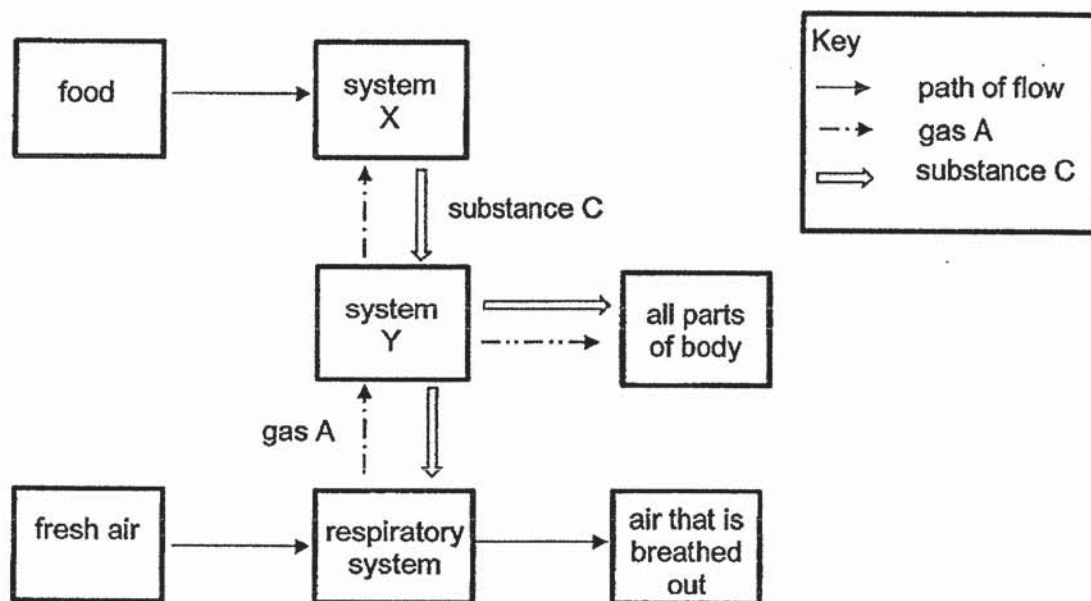 food
system
X
Key
path of flow
gas A
substance C
substance C
system
Y
all parts
of body
gas A
fresh air
respiratory
system
air that is
breathed
out